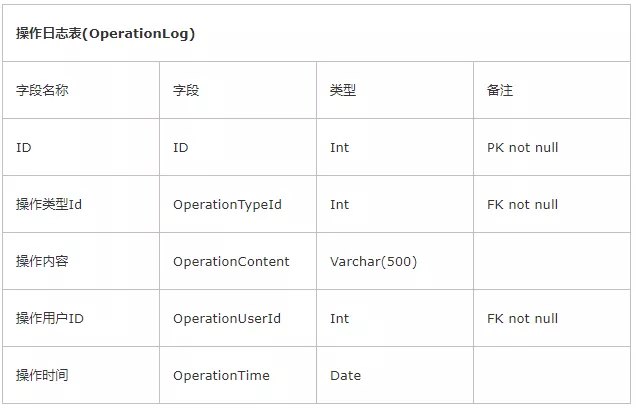 操作日志表(OperationLog)
字段名称 字段 类型 备注
ID ID Int PK not null
操作类型Id OperationTypeId Int FK not null
操作内容 OperationContent Varchar(500)
操作用户ID OperationUserId Int FK not null
操作时间 OperationTime Date